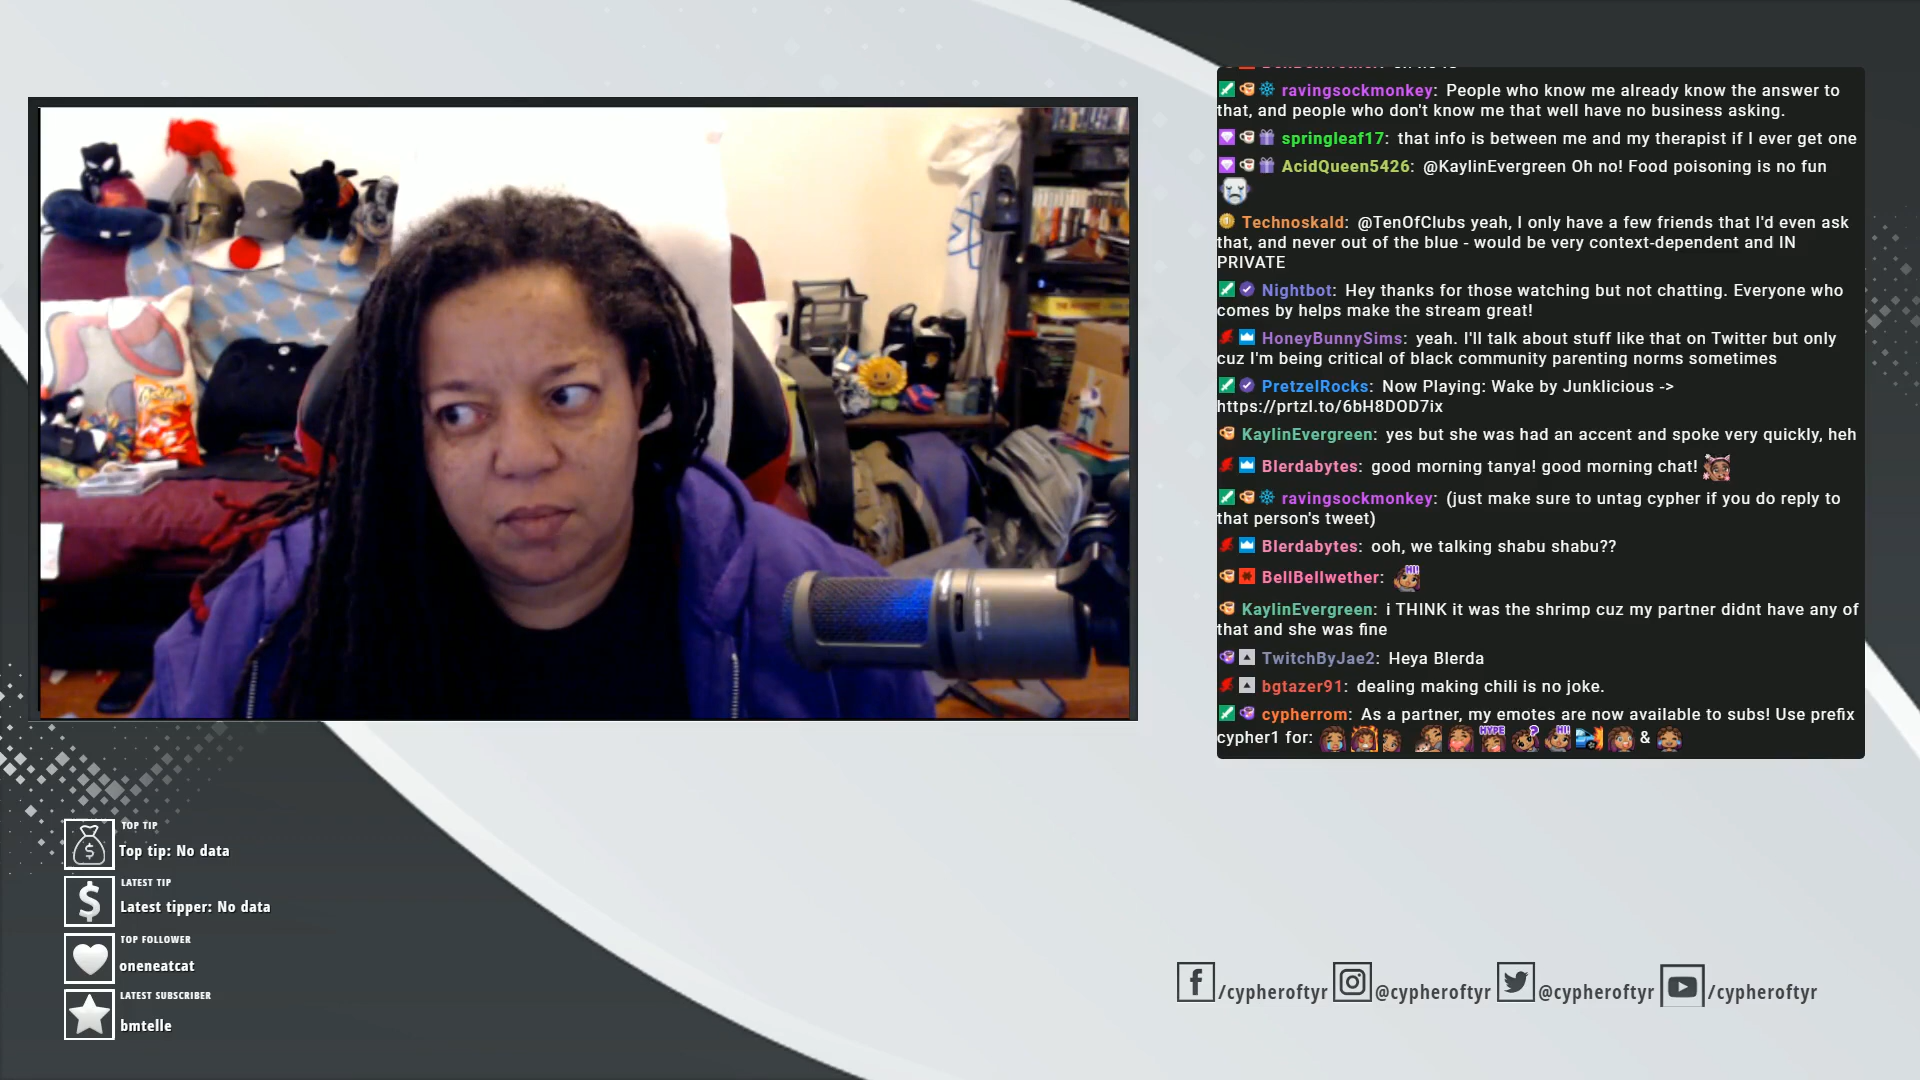 ravingsockmonkey: People who know me already know the answer to
that, and people who don't know me that well have no business asking.
springleaf17: that info is between me and my therapist if I ever get one
AcidQueen5426: @KaylinEvergreen Oh no! Food poisoning is no fun
Technoskald: @TenOfClubs yeah, I only have a few friends that I'd even ask
that, and never out of the blue - would be very context-dependent and IN
PRIVATE
Nightbot: Hey thanks for those watching but not chatting. Everyone who
comes by helps make the stream great!
HoneyBunnySims: yeah. I'll talk about stuff like that on Twitter but only
cuz I'm being critical of black community parenting norms sometimes
PretzelRocks: Now Playing: Wake by Junklicious ->
https://prtzl.to/6bH8DOD7ix
KaylinEvergreen: yes but she was had an accent and spoke very quickly, heh
Blerdabytes: good morning tanya! good morning chat!
ravingsockmonkey: (just make sure to untag cypher if you do reply to
that person's tweet)
Blerdabytes: ooh, we talking shabu shabu??
BellBellwether: HI!
KaylinEvergreen: i THINK it was the shrimp cuz my partner didnt have any of
that and she was fine
TwitchByJae2: Heya Blerda
bgtazer91: dealing making chili is no joke.
cypherrom: As a partner, my emotes are now available to subs! Use prefix
cypher1 for: HYPE ? HI! &
TOP TIP
Top tip: No data
LATEST TIP
Latest tipper: No data
TOP FOLLOWER
oneneatcat
LATEST SUBSCRIBER
bmtelle
/cypheroftyr @cypheroftyr @cypheroftyr /cypheroftyr